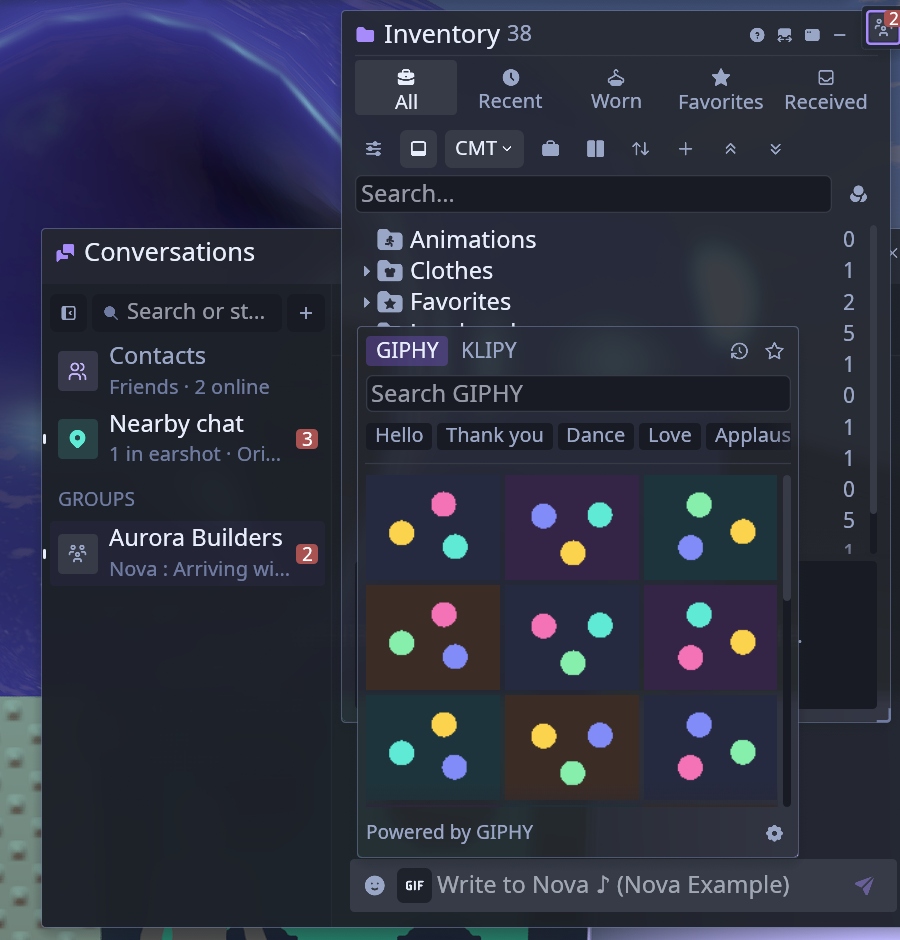 Inventory 38
2
All
Recent
Worn
Favorites
Received
CMT
Search...
Animations 0
Clothes 1
Favorites 2
5
1
0
1
1
0
5
1
Conversations
Search or st...
Contacts
Friends · 2 online
Nearby chat
1 in earshot · Ori...
3
GROUPS
Aurora Builders
Nova : Arriving wi...
2
GIPHY KLIPY
Search GIPHY
Hello Thank you Dance Love Applaus
Powered by GIPHY
GIF Write to Nova ♪ (Nova Example)